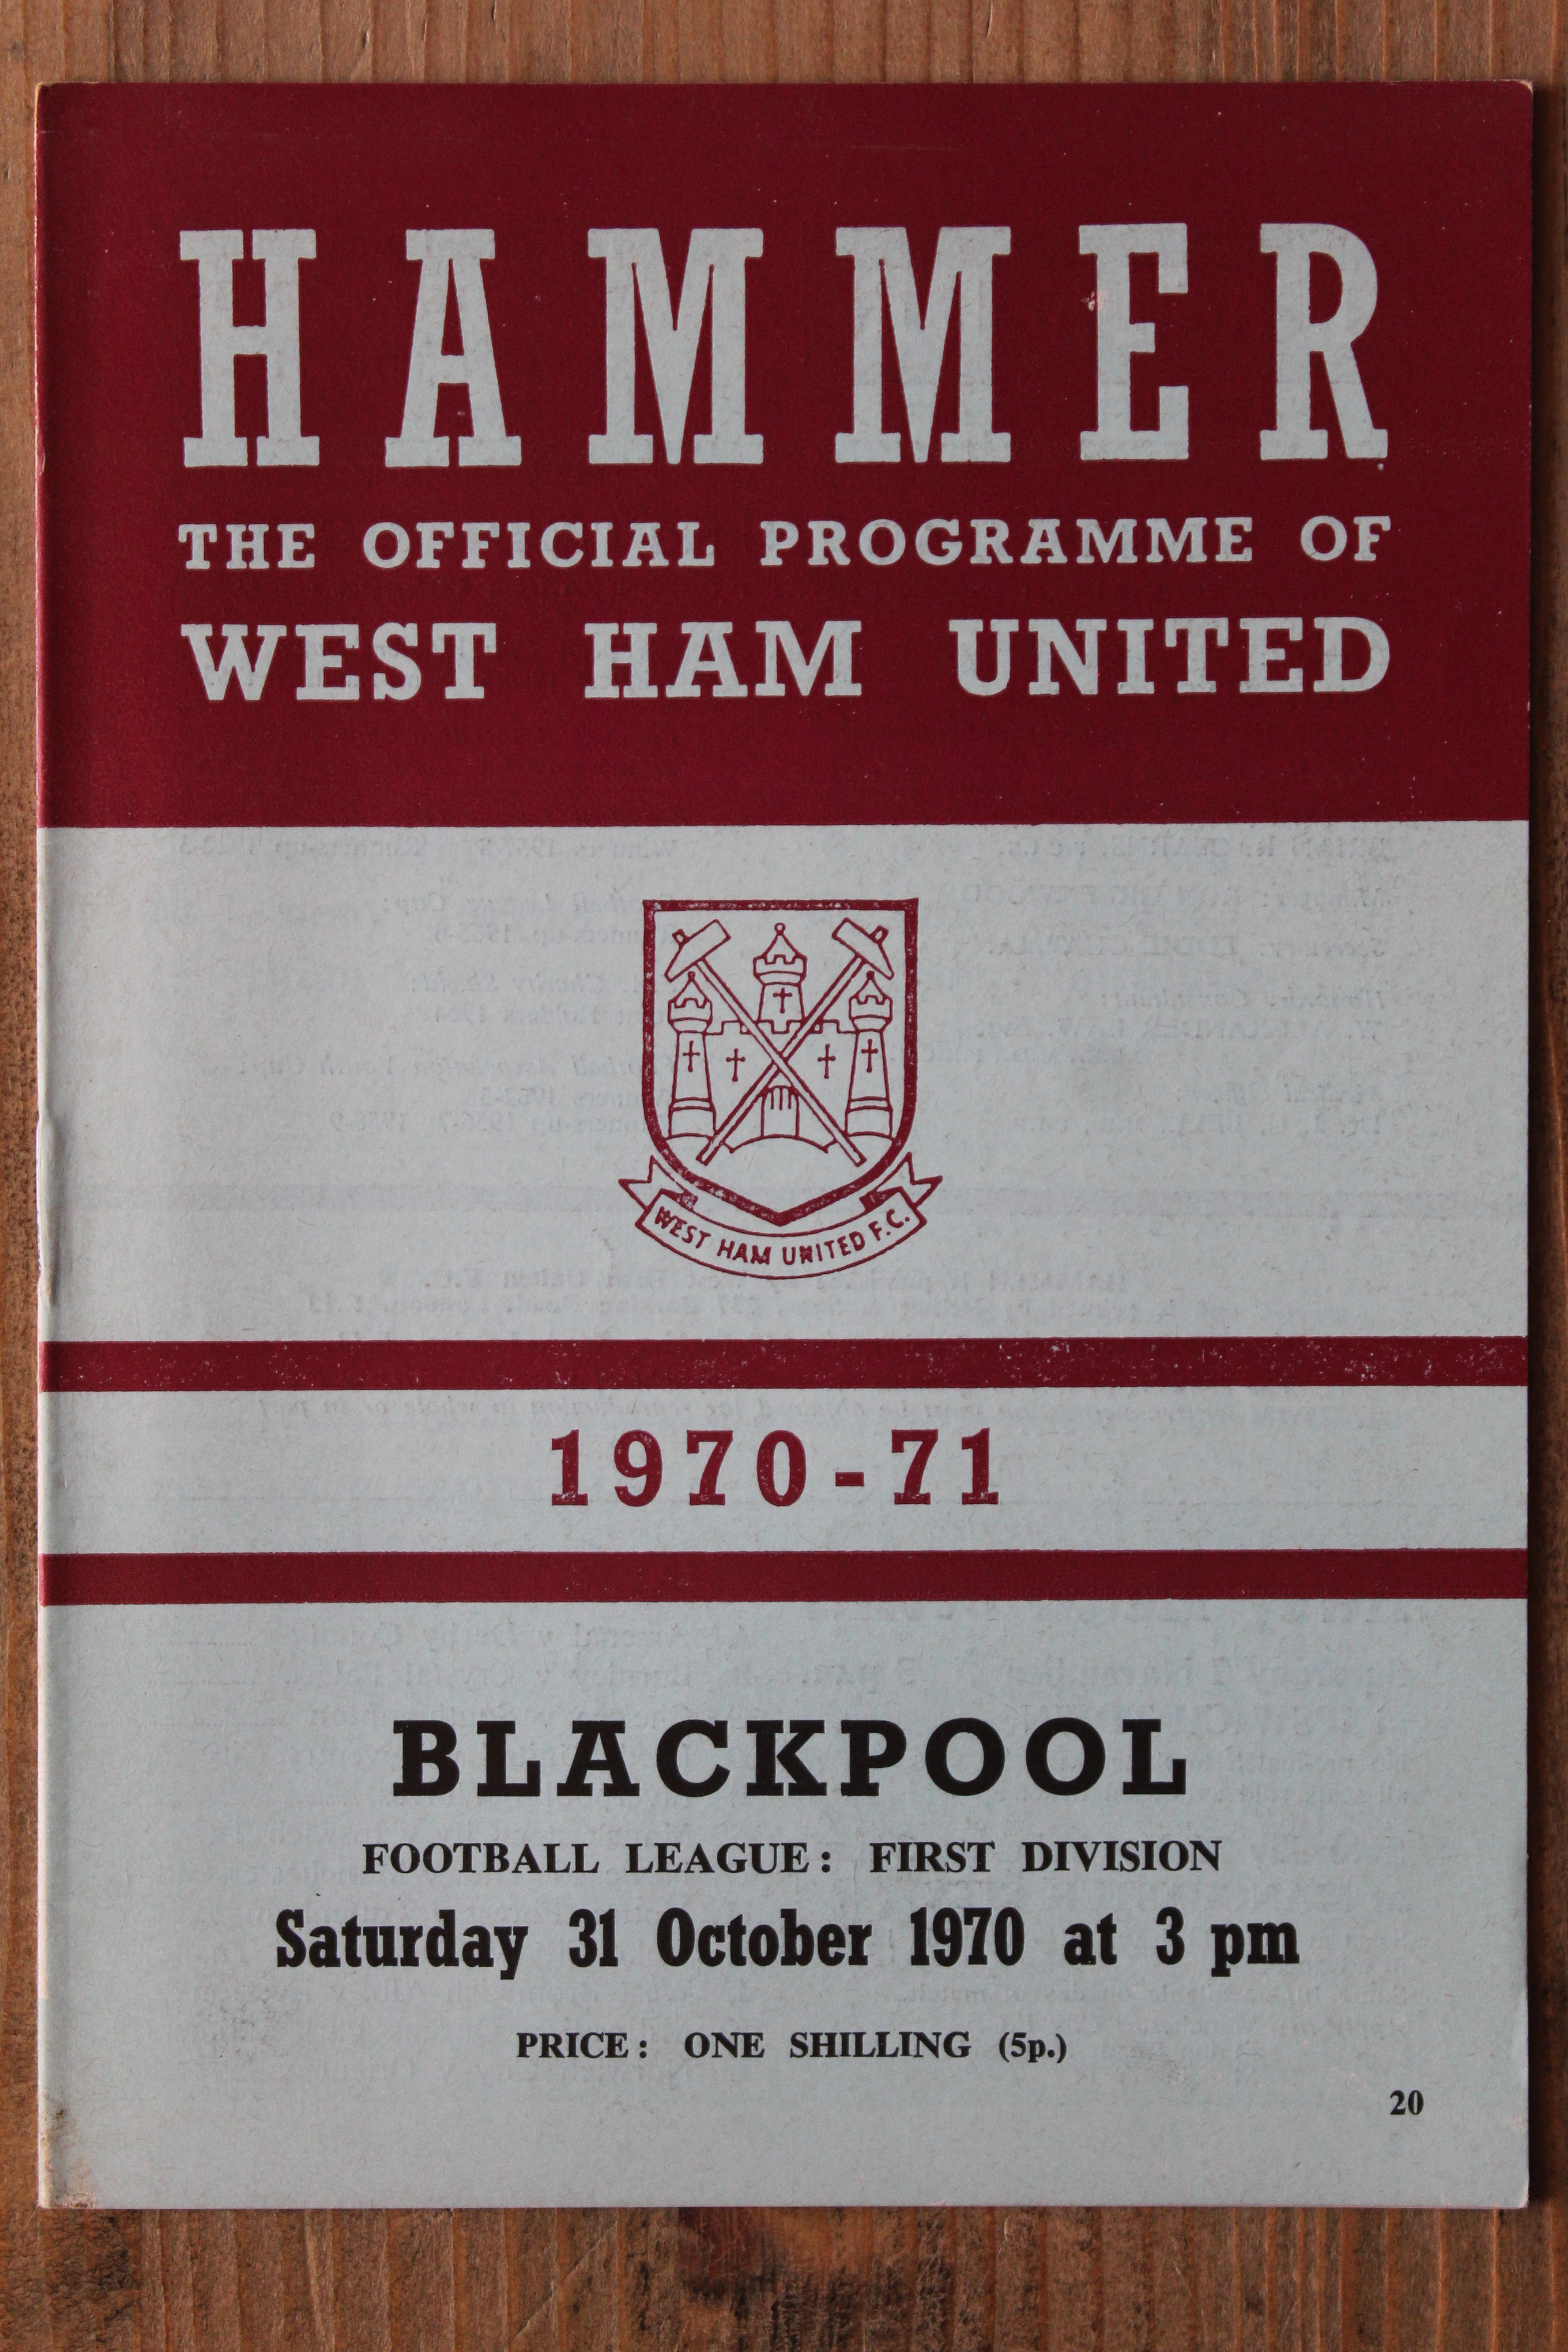 HAMMER
THE OFFICIAL PROGRAMME OF
WEST HAM UNITED
WEST HAM UNITED F.C.
1970-71
BLACKPOOL
FOOTBALL LEAGUE: FIRST DIVISION
Saturday 31 October 1970 at 3 pm
PRICE: ONE SHILLING (5p.)
20